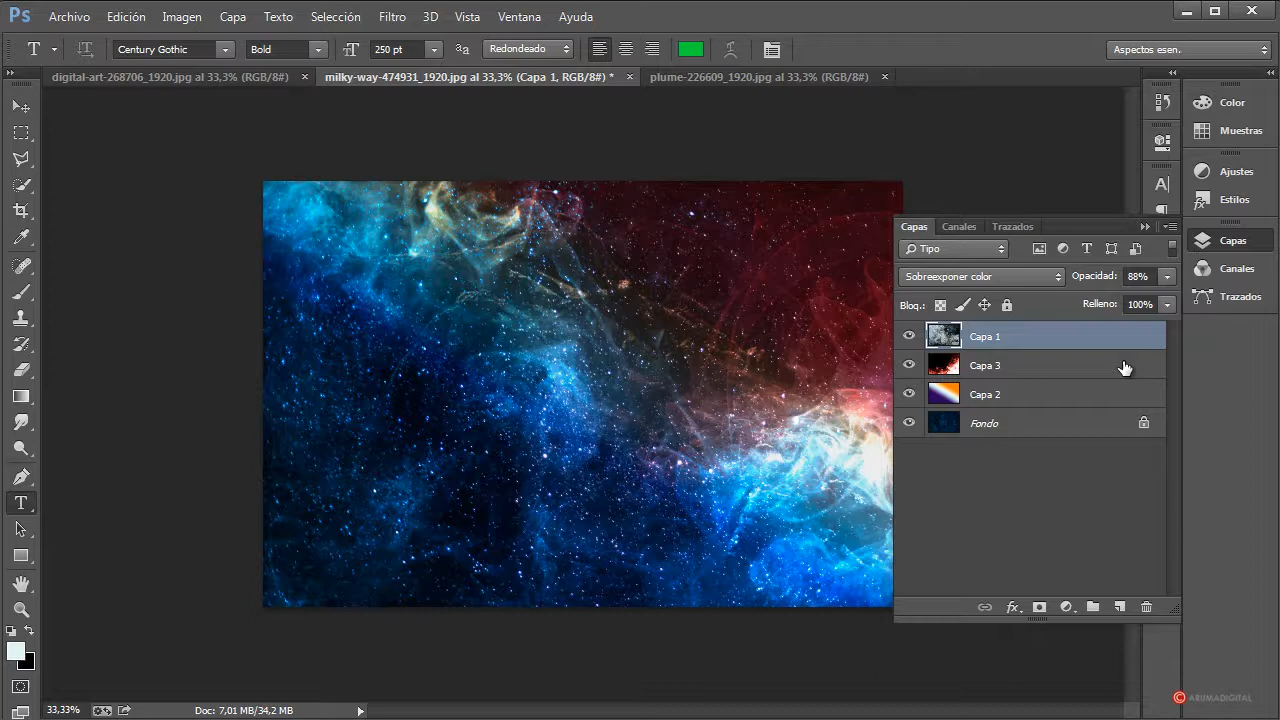 Ps Archivo Edición Imagen Capa Texto Selección Filtro 3D Vista Ventana Ayuda
T T Century Gothic Bold T 250 pt aa Redondeado Aspectos esen.
digital-art-268706_1920.jpg al 33,3% (RGB/8#) × milky-way-474931_1920.jpg al 33,3% (Capa 1, RGB/8#) * × plume-226609_1920.jpg al 33,3% (RGB/8#) ×
Color
Muestras
Ajustes
Estilos
Capas
Canales
Trazados
Capas Canales Trazados
Tipo T
Sobreexponer color Opacidad: 88%
Bloq.: Relleno: 100%
Capa 1
Capa 3
Capa 2
Fondo
fx
T
A
33,33% Doc: 7,01 MB/34,2 MB
© ARUMADIGITAL